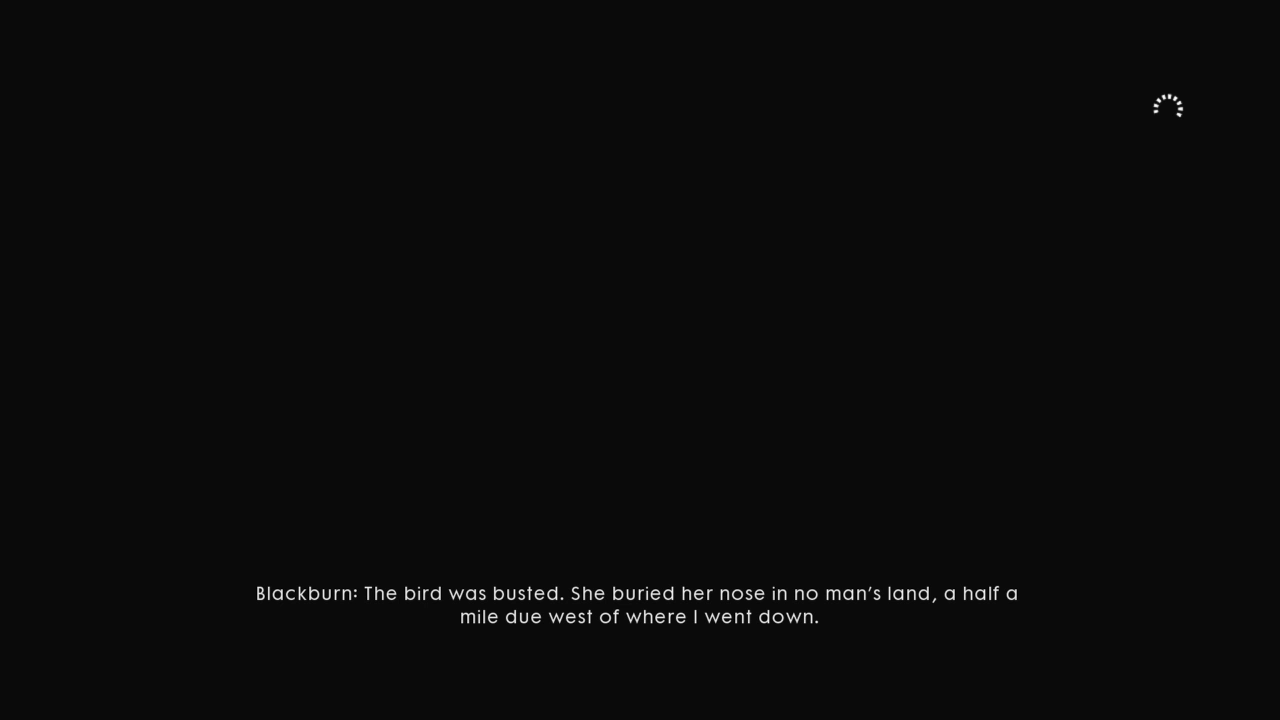 Blackburn: The bird was busted. She buried her nose in no man's land, a half a
mile due west of where I went down.